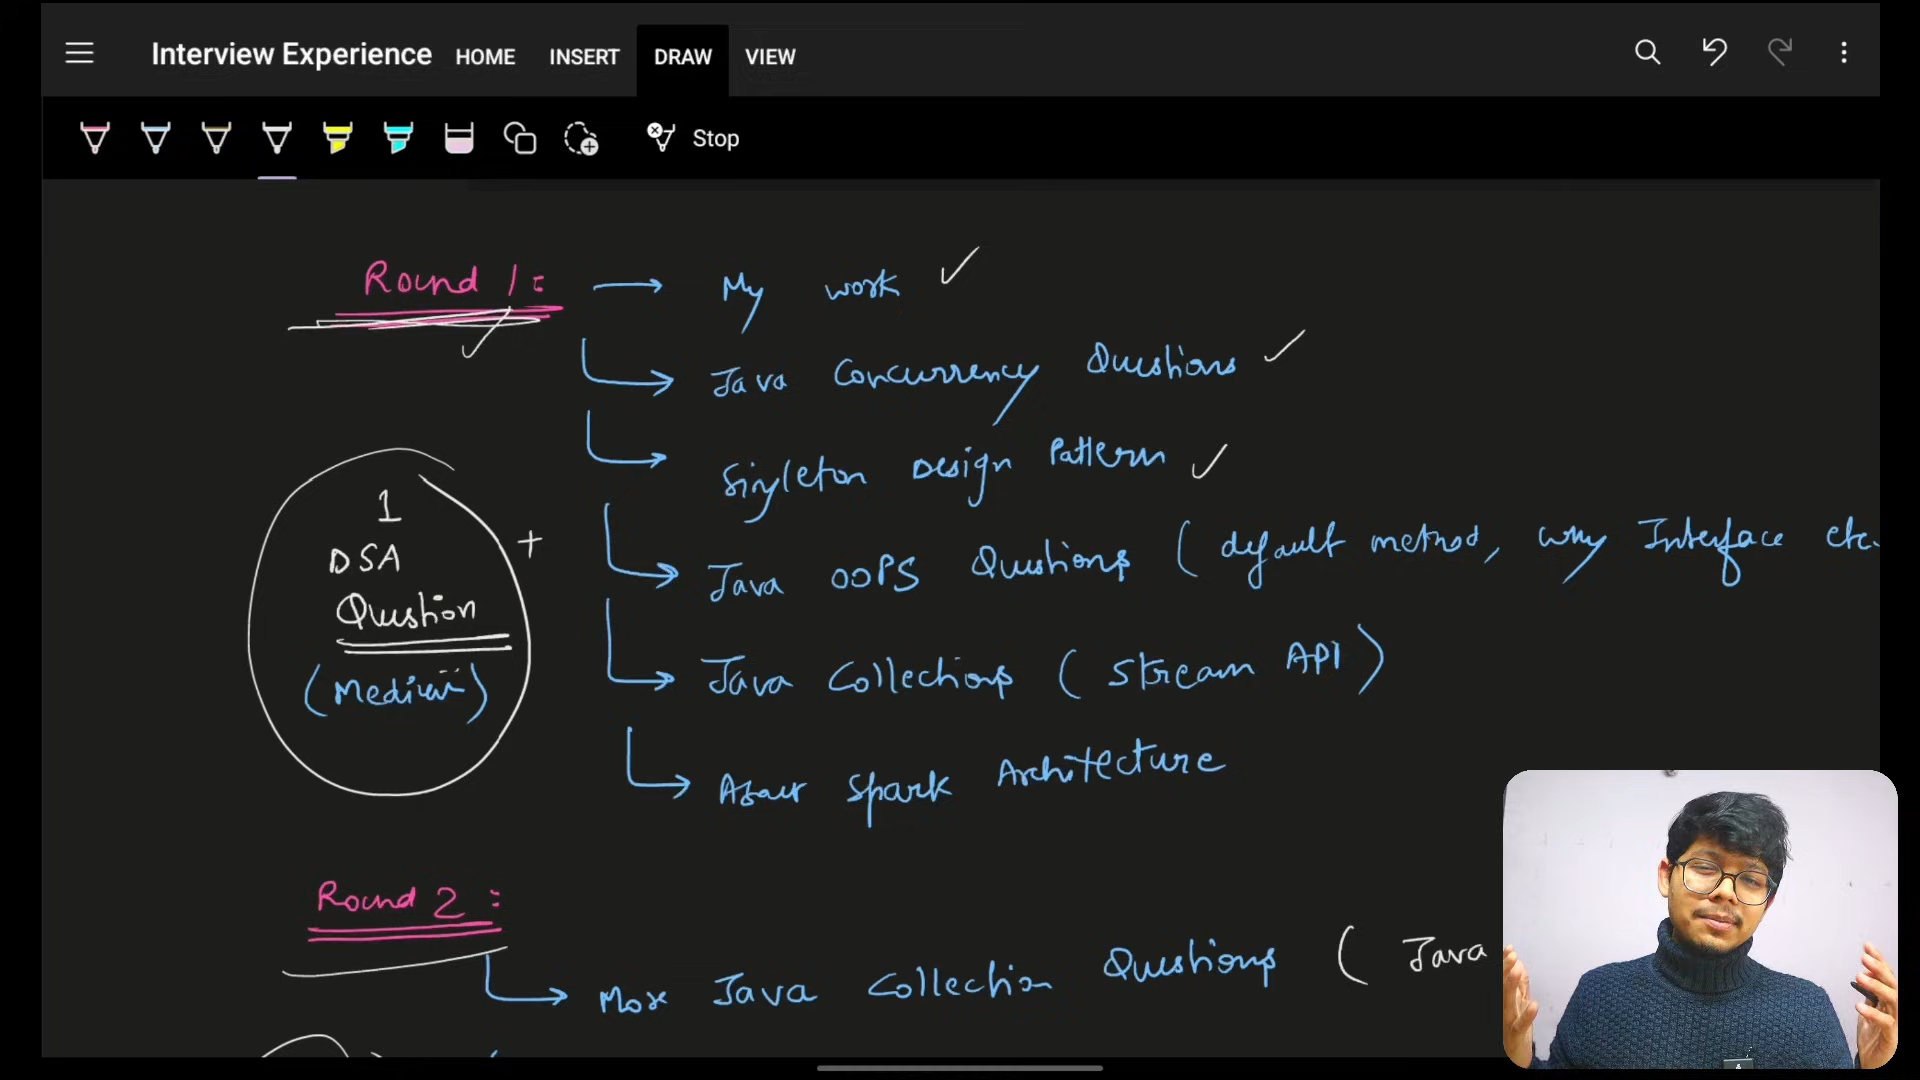 Interview Experience HOME INSERT DRAW VIEW
Stop
Round 1: → My work ✓
Java Concurrency Questions ✓
Singleton Design Pattern ✓
Java OOPS Questions ( default method, why Interface etc.
Java Collections ( Stream API )
Spark Architecture
1
DSA
Question
(Medium)
+
Round 2 :
More Java Collection Questions ( Java